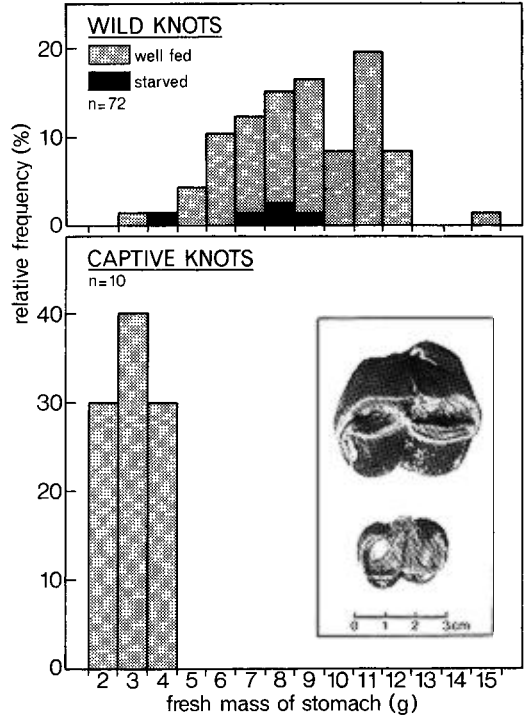 WILD KNOTS
well fed
starved
n=72
20
10
0
relative frequency (%)
CAPTIVE KNOTS
n=10
40
30
20
10
0
0 1 2 3cm
2 3 4 5 6 7 8 9 10 11 12 13 14 15
fresh mass of stomach (g)